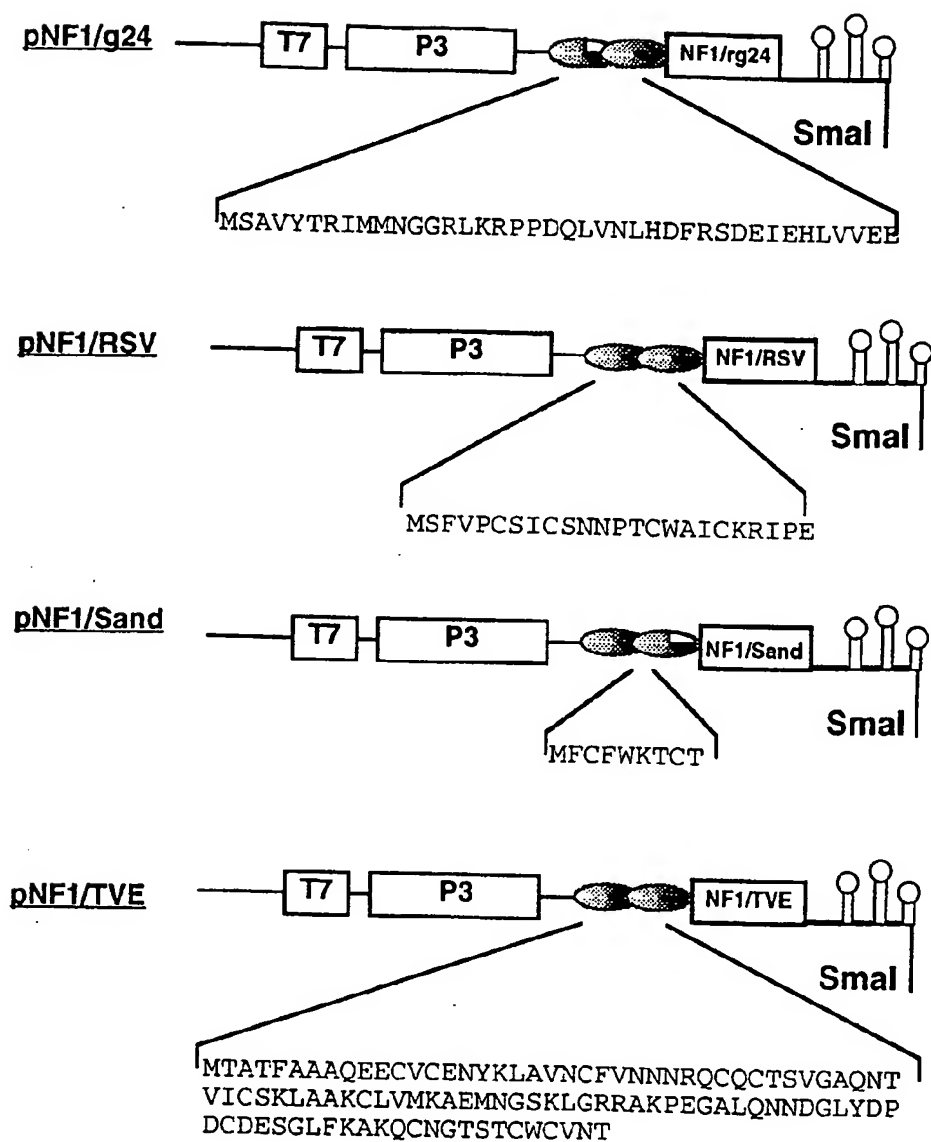 pNF1/g24
T7
P3
NF1/rg24
SmaI
MSAVYTRIMMNGGRLKRPPDQLVNLHDFRSDEIEHLVVEE
pNF1/RSV
T7
P3
NF1/RSV
SmaI
MSFVPCSICSNNPTCWAICKRIPE
pNF1/Sand
T7
P3
NF1/Sand
SmaI
MFCFWKTCT
pNF1/TVE
T7
P3
NF1/TVE
SmaI
MTATFAAAQEECVCENYKLAVNCFVNNNRQCQCTSVGAQNT
VICSKLAAKCLVMKAEMNGSKLGRRAKPEGALQNNDGLYDP
DCDESGLFKAKQCNGTSTCWCVNT